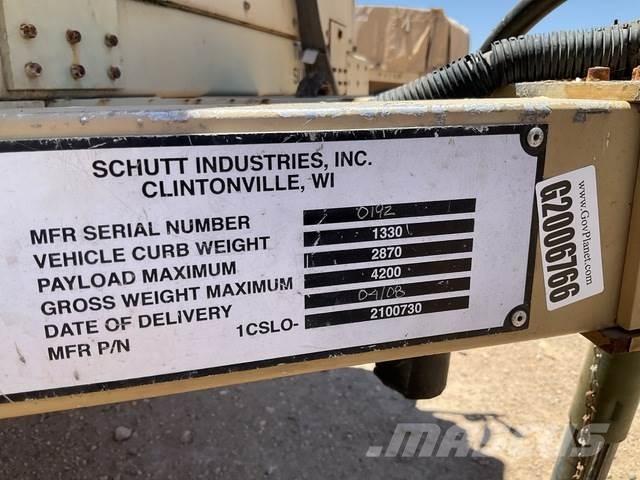 SCHUTT INDUSTRIES, INC.
CLINTONVILLE, WI
MFR SERIAL NUMBER 0192
VEHICLE CURB WEIGHT 1330
PAYLOAD MAXIMUM 2870
GROSS WEIGHT MAXIMUM 4200
DATE OF DELIVERY 04/08
MFR P/N 1CSLO- 2100730
www.GovPlanet.com
G2006766
MASCUS